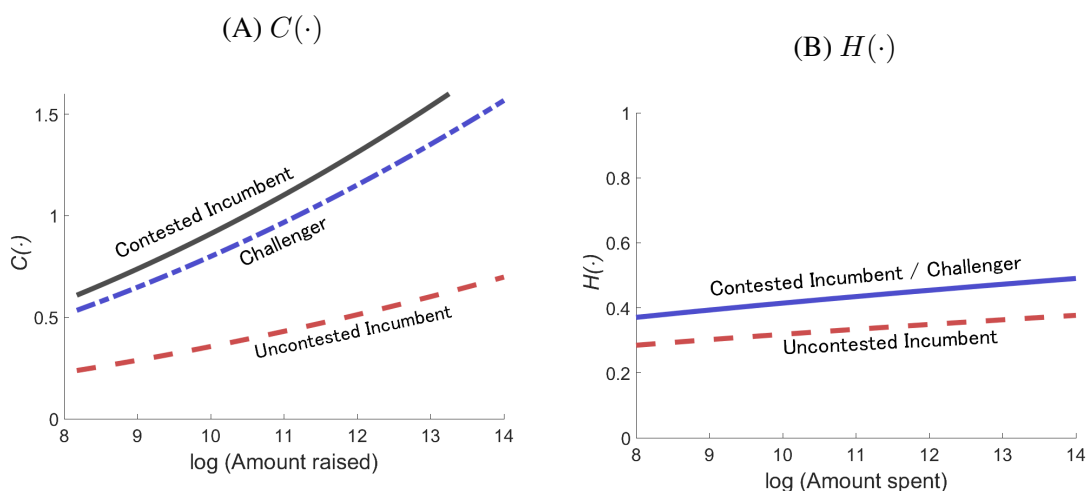 (A) C(·)
1.5
1
0.5
0
C(·)
Contested Incumbent
Challenger
Uncontested Incumbent
8 9 10 11 12 13 14
log (Amount raised)
(B) H(·)
1
0.8
0.6
0.4
0.2
0
H(·)
Contested Incumbent / Challenger
Uncontested Incumbent
8 9 10 11 12 13 14
log (Amount spent)